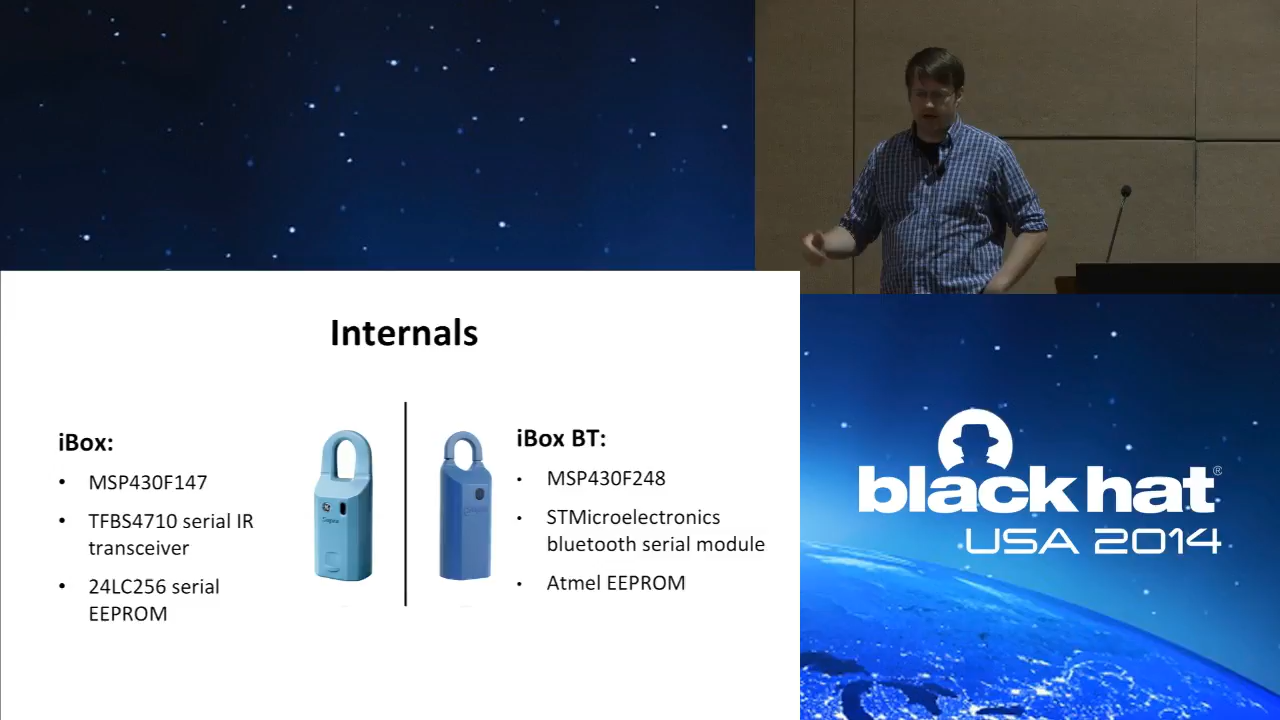 Internals
iBox:
• MSP430F147
• TFBS4710 serial IR
transceiver
• 24LC256 serial
EEPROM
iBox BT:
• MSP430F248
• STMicroelectronics
bluetooth serial module
• Atmel EEPROM
black hat®
USA 2014